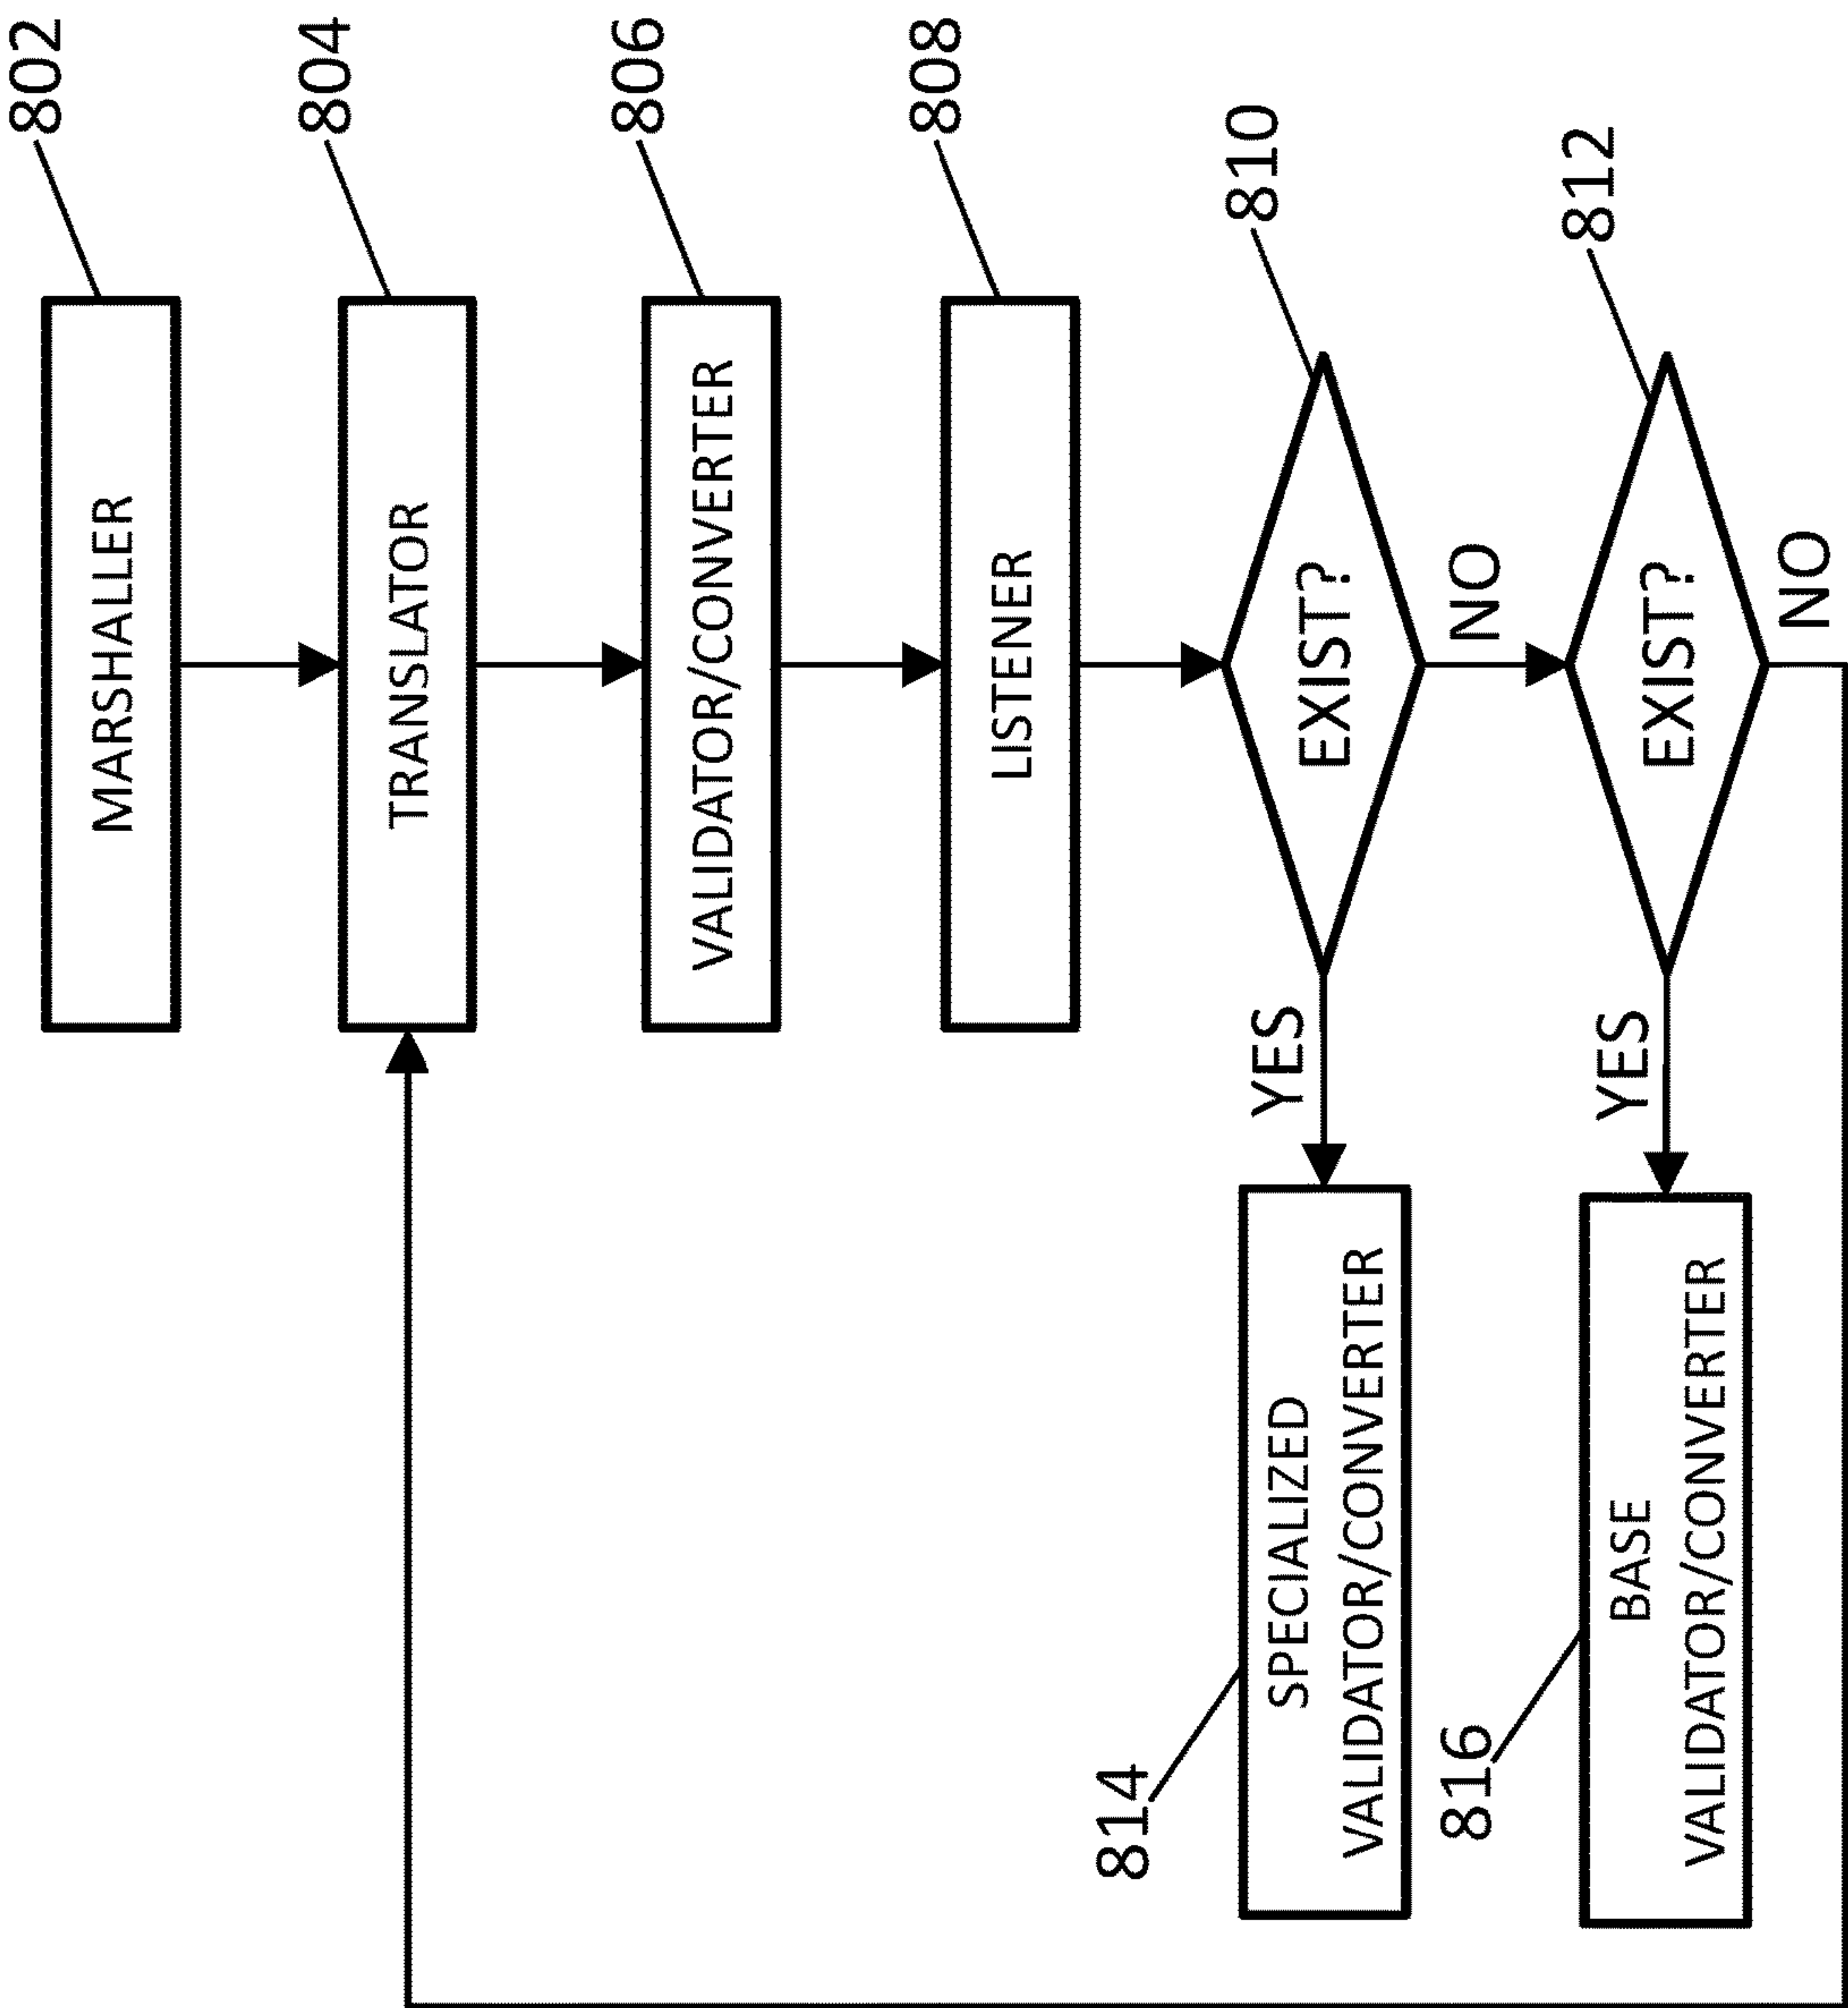 802
MARSHALLER
804
TRANSLATOR
806
VALIDATOR/CONVERTER
808
LISTENER
810
EXIST?
YES
NO
814
SPECIALIZED
VALIDATOR/CONVERTER
812
EXIST?
YES
NO
816
BASE
VALIDATOR/CONVERTER